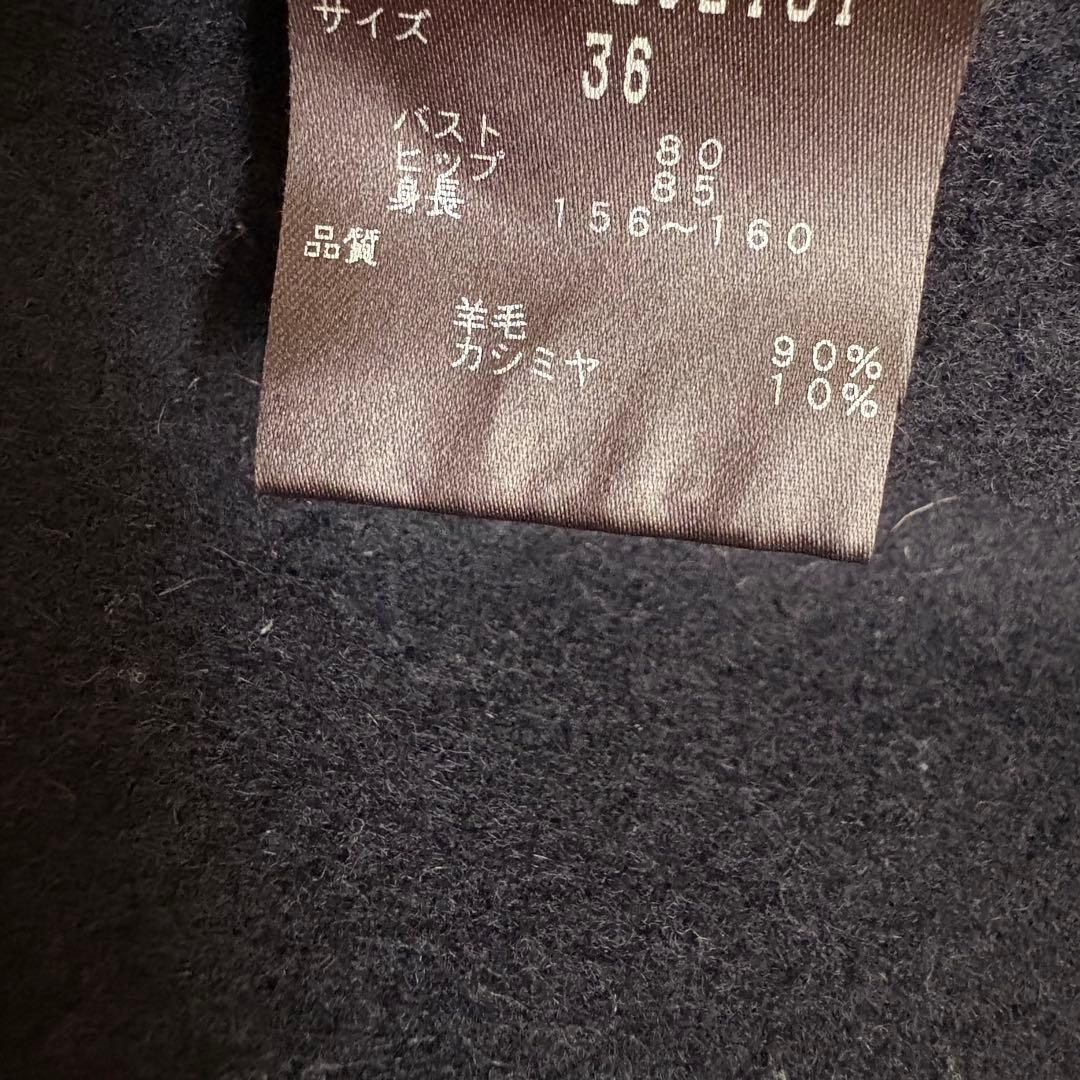 サイズ 36
バスト 80
ヒップ 85
身長 156〜160
品質
羊毛 90%
カシミヤ 10%